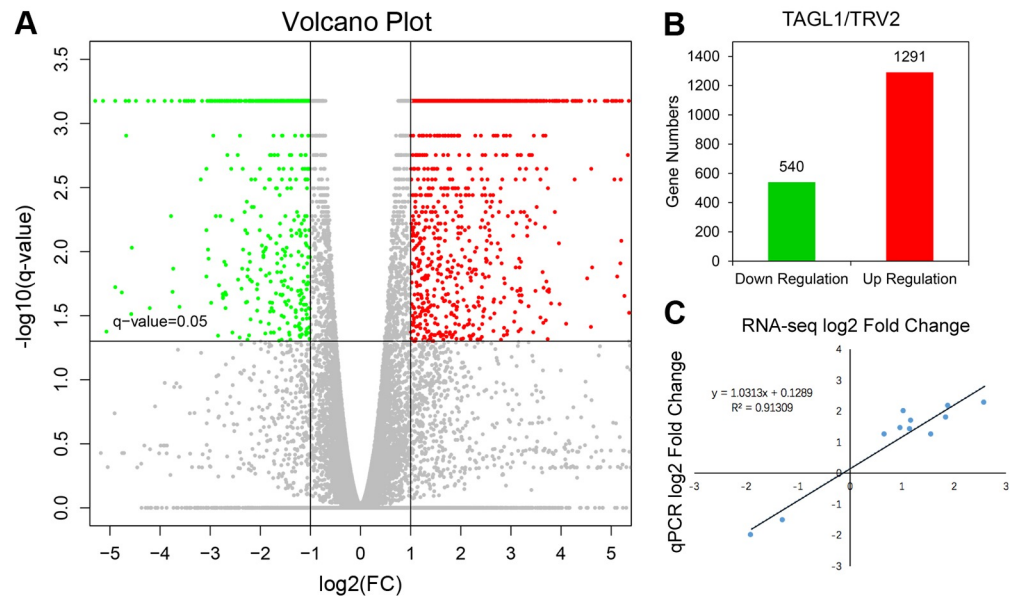 A
Volcano Plot
-log10(q-value)
3.5
3.0
2.5
2.0
1.5
1.0
0.5
0.0
q-value=0.05
−5 −4 −3 −2 −1 0 1 2 3 4 5
log2(FC)
B
TAGL1/TRV2
Gene Numbers
1400
1200
1000
800
600
400
200
0
540
1291
Down Regulation Up Regulation
C
RNA-seq log2 Fold Change
qPCR log2 Fold Change
y = 1.0313x + 0.1289
R² = 0.91309
4
3
2
1
0
-1
-2
-3
-3 -2 -1 0 1 2 3